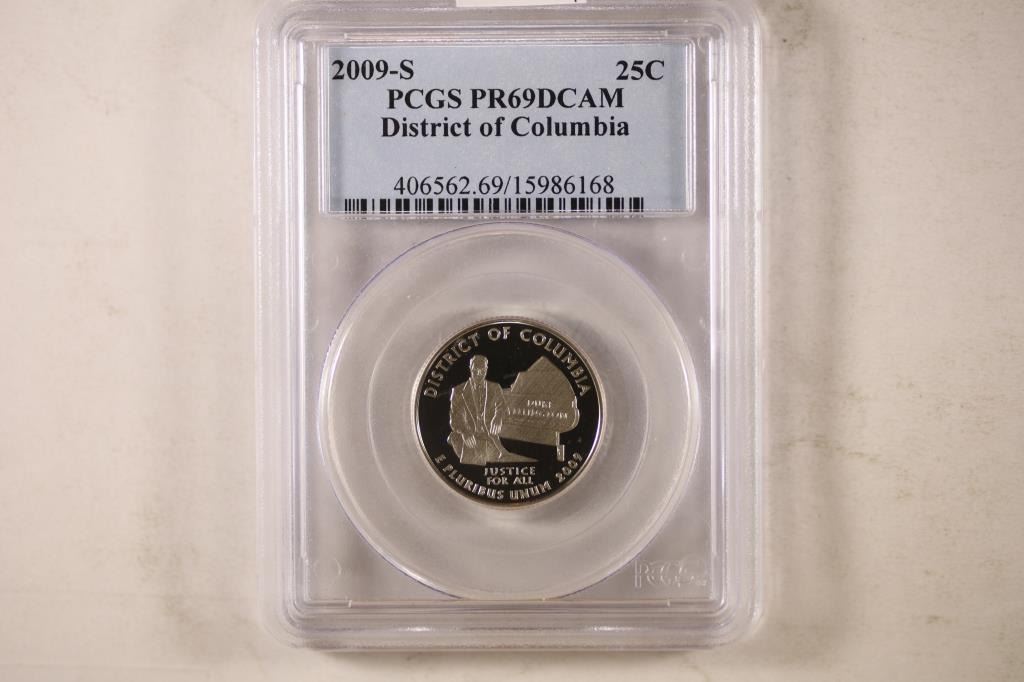 2009-S 25C
PCGS PR69DCAM
District of Columbia
406562.69/15986168
DISTRICT OF COLUMBIA
DUKE
ELLINGTON
JUSTICE
FOR ALL
E PLURIBUS UNUM 2009
PCGS